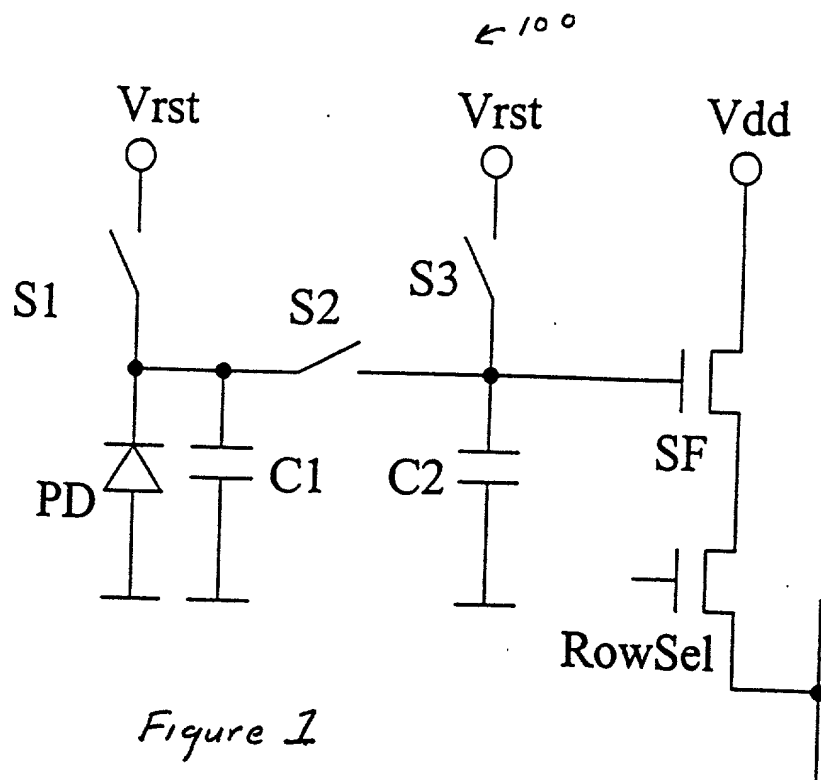 ← 100
Vrst
Vrst
Vdd
S1
S2
S3
PD
C1
C2
SF
RowSel
Figure 1